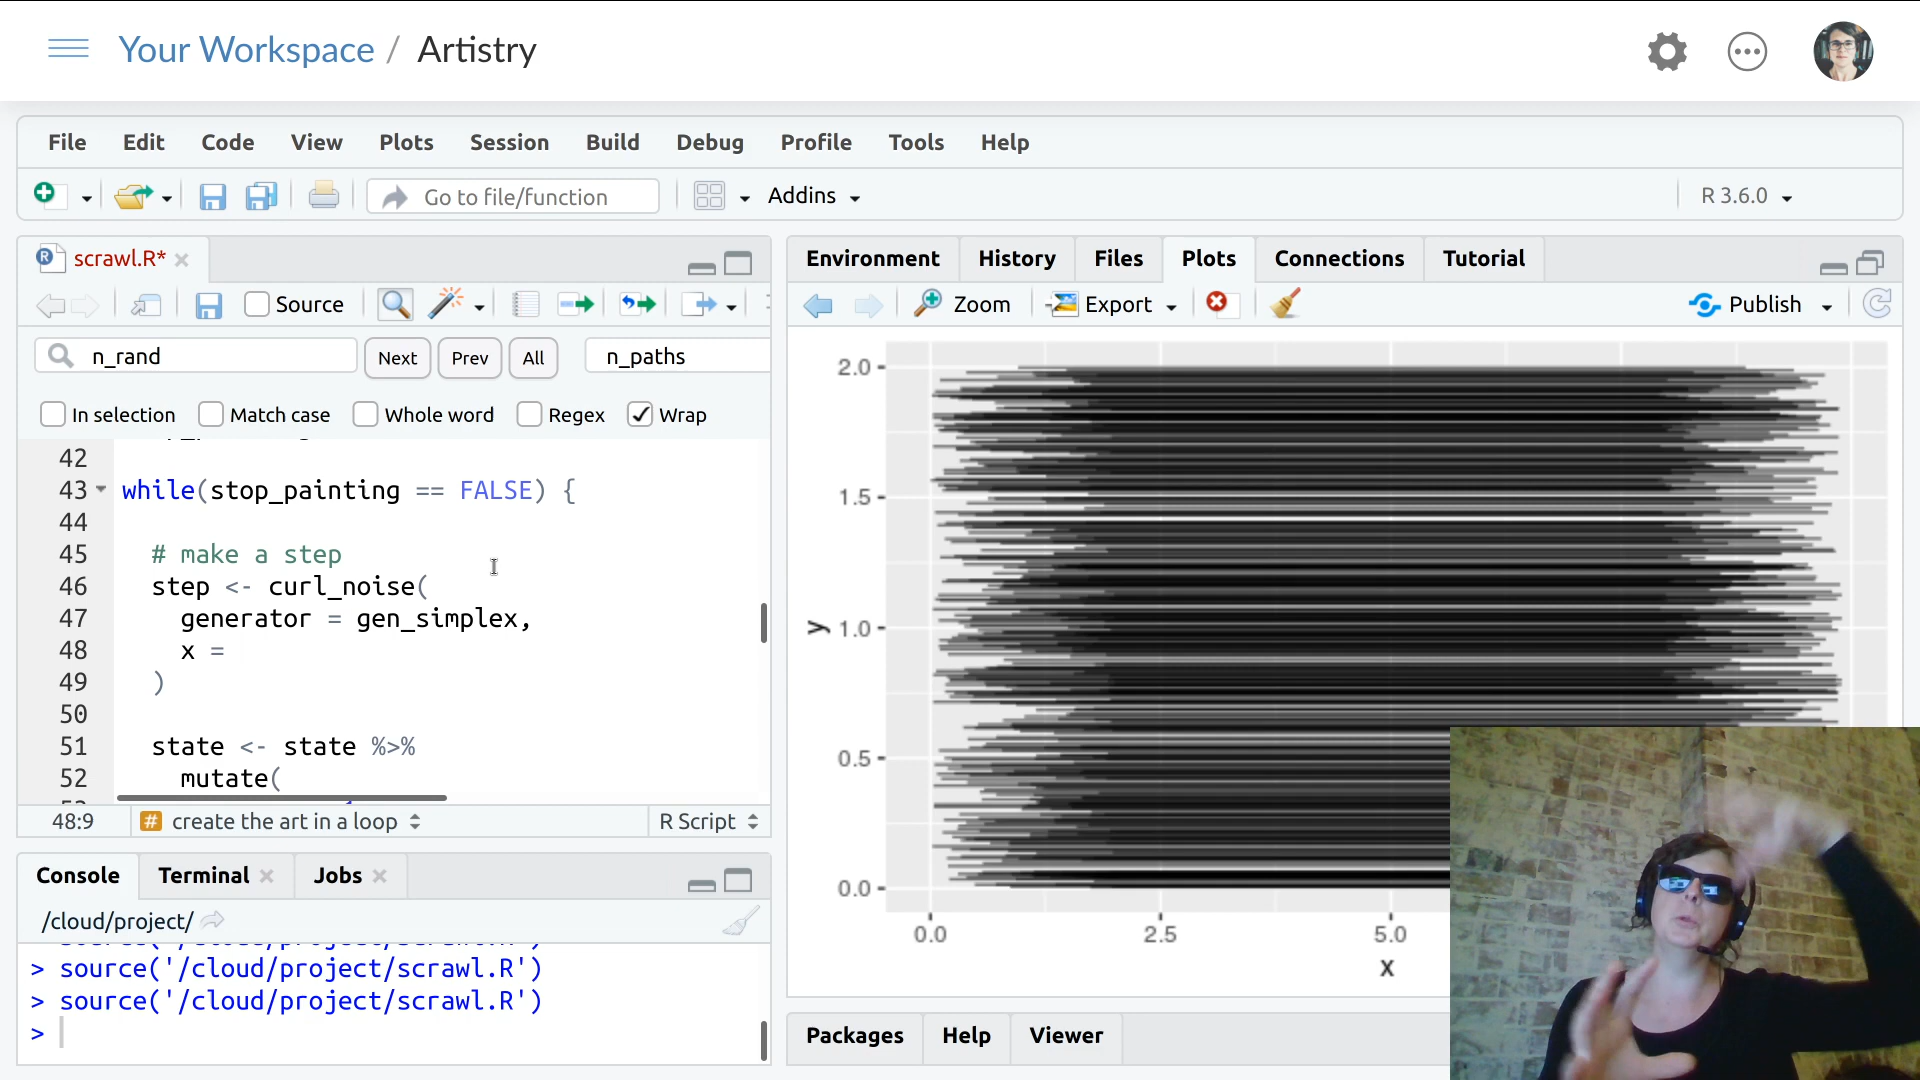 Your Workspace / Artistry
File Edit Code View Plots Session Build Debug Profile Tools Help
Go to file/function Addins R 3.6.0
scrawl.R*
Source
n_rand Next Prev All n_paths
In selection Match case Whole word Regex Wrap
42
43 while(stop_painting == FALSE) {
44
45 # make a step
46 step <- curl_noise(
47 generator = gen_simplex,
48 x =
49 )
50
51 state <- state %>%
52 mutate(
48:9 # create the art in a loop R Script
Console Terminal Jobs
/cloud/project/
> source('/cloud/project/scrawl.R')
> source('/cloud/project/scrawl.R')
>
Environment History Files Plots Connections Tutorial
Zoom Export Publish
2.0
1.5
y 1.0
0.5
0.0
0.0 2.5 5.0
x
Packages Help Viewer